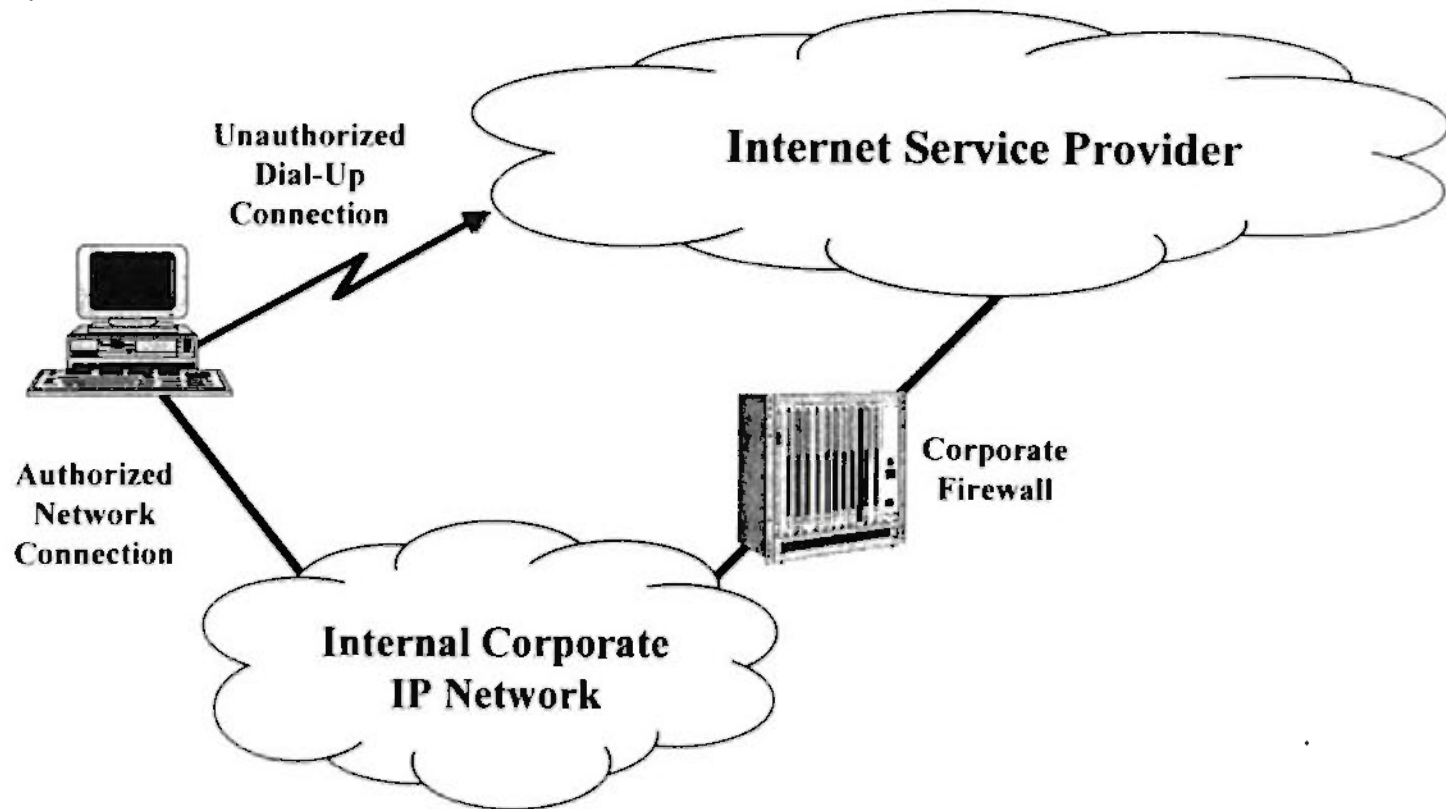 Internet Service Provider
Unauthorized
Dial-Up
Connection
Authorized
Network
Connection
Corporate
Firewall
Internal Corporate
IP Network